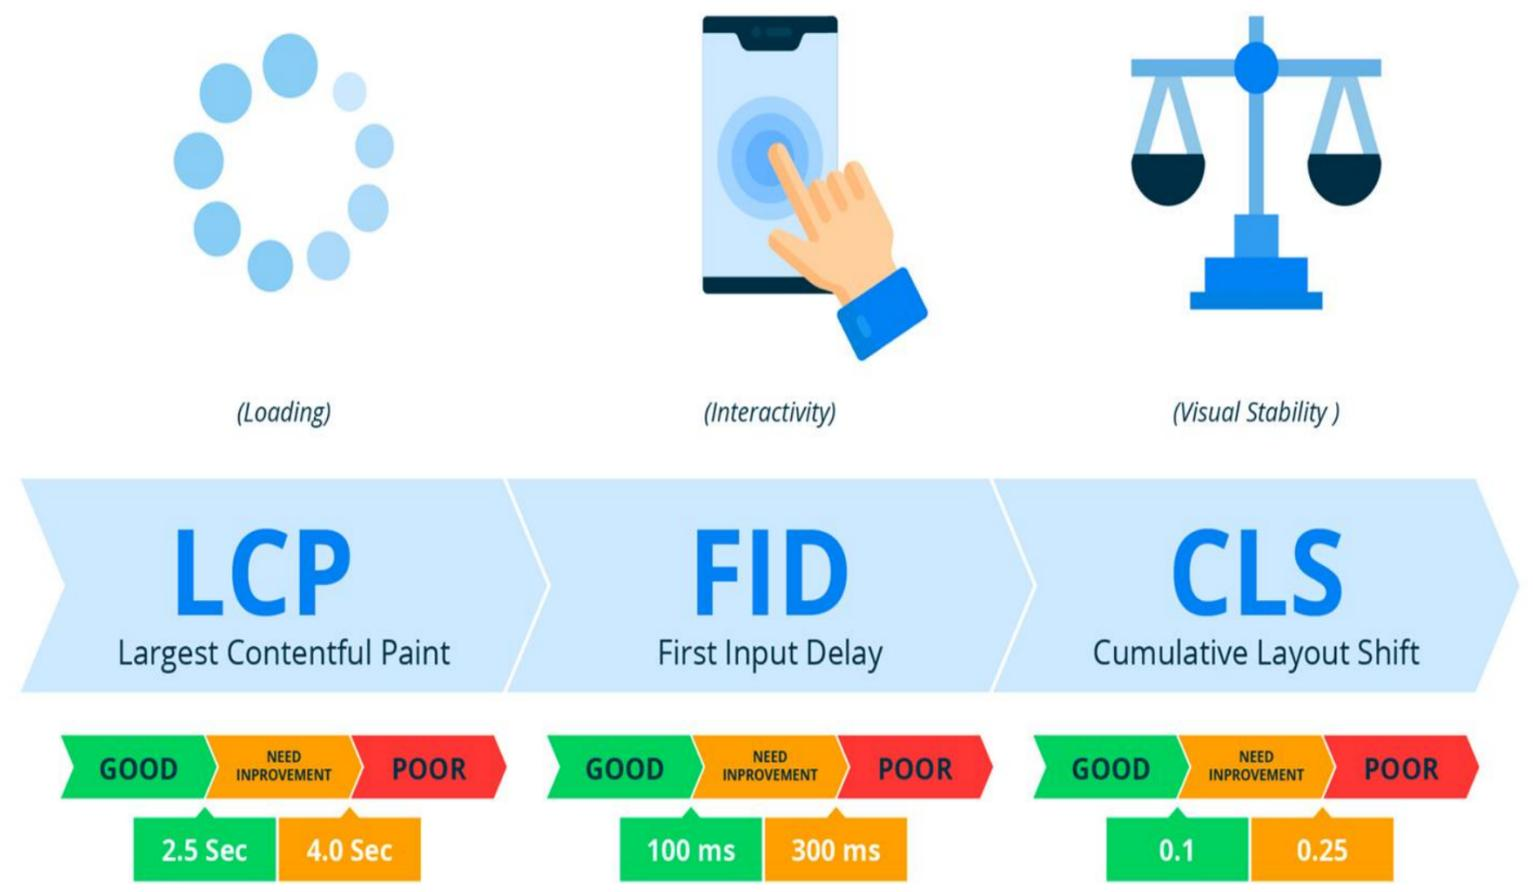 (Loading)
(Interactivity)
(Visual Stability )
LCP
Largest Contentful Paint
FID
First Input Delay
CLS
Cumulative Layout Shift
GOOD
NEED
INPROVEMENT
POOR
2.5 Sec
4.0 Sec
GOOD
NEED
INPROVEMENT
POOR
100 ms
300 ms
GOOD
NEED
INPROVEMENT
POOR
0.1
0.25